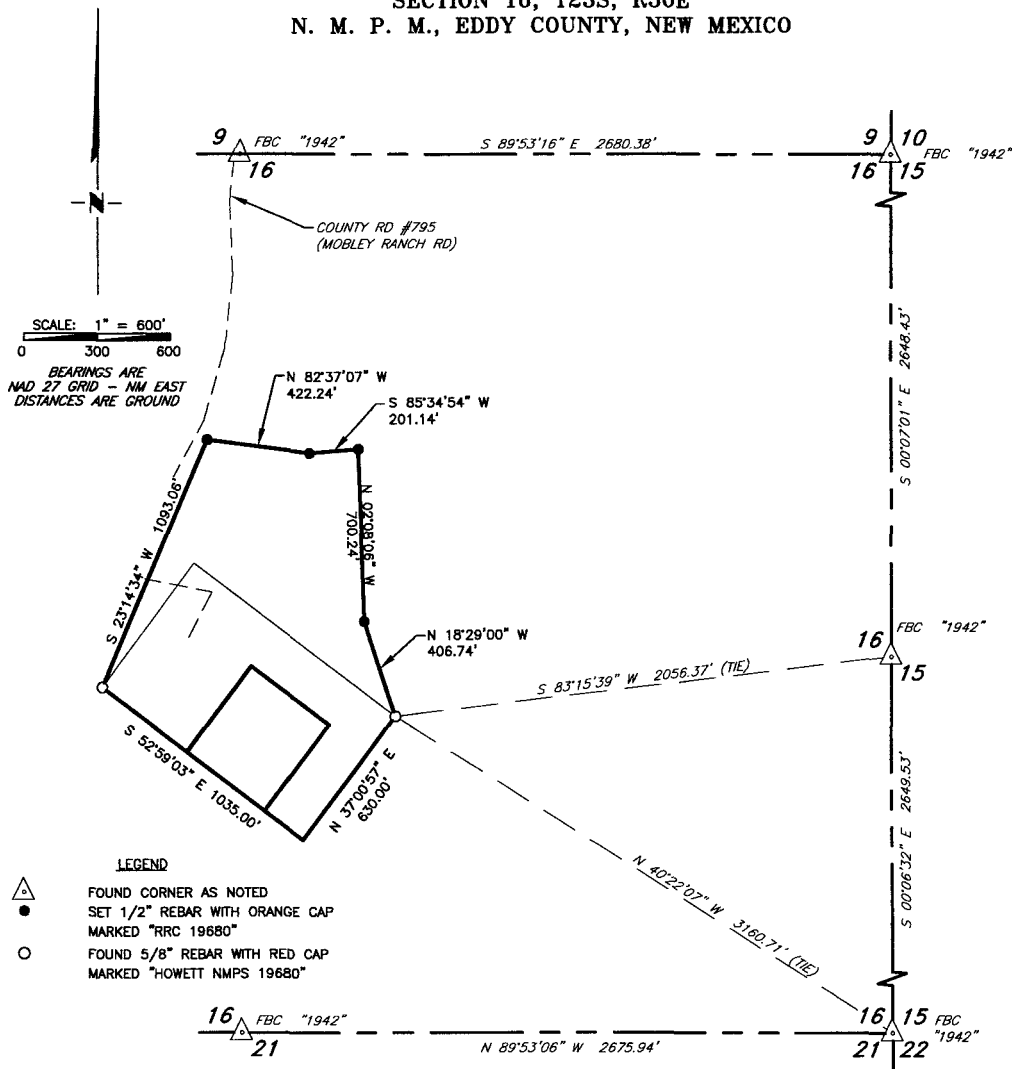 SECTION 16, T23S, R30E
N. M. P. M., EDDY COUNTY, NEW MEXICO
9
FBC "1942"
16
S 89°53'16" E 2680.38'
9 10
16 15
FBC "1942"
COUNTY RD #795
(MOBLEY RANCH RD)
N
SCALE: 1" = 600'
0 300 600
BEARINGS ARE
NAD 27 GRID - NM EAST
DISTANCES ARE GROUND
S 00°07'01" E 2648.43'
N 82°37'07" W
422.24'
S 85°34'54" W
201.14'
S 23°14'34" W 1093.06'
N 02°08'06" W
700.24'
N 18°29'00" W
406.74'
16
FBC "1942"
15
S 83°15'39" W 2056.37' (TIE)
S 52°59'03" E 1035.00'
N 37°00'57" E
630.00'
S 00°06'32" E 2649.53'
N 40°22'07" W 3160.71' (TIE)
LEGEND
FOUND CORNER AS NOTED
SET 1/2" REBAR WITH ORANGE CAP
MARKED "RRC 19680"
FOUND 5/8" REBAR WITH RED CAP
MARKED "HOWETT NMPS 19680"
16
FBC "1942"
21
N 89°53'06" W 2675.94'
16 15
FBC
"1942"
21 22